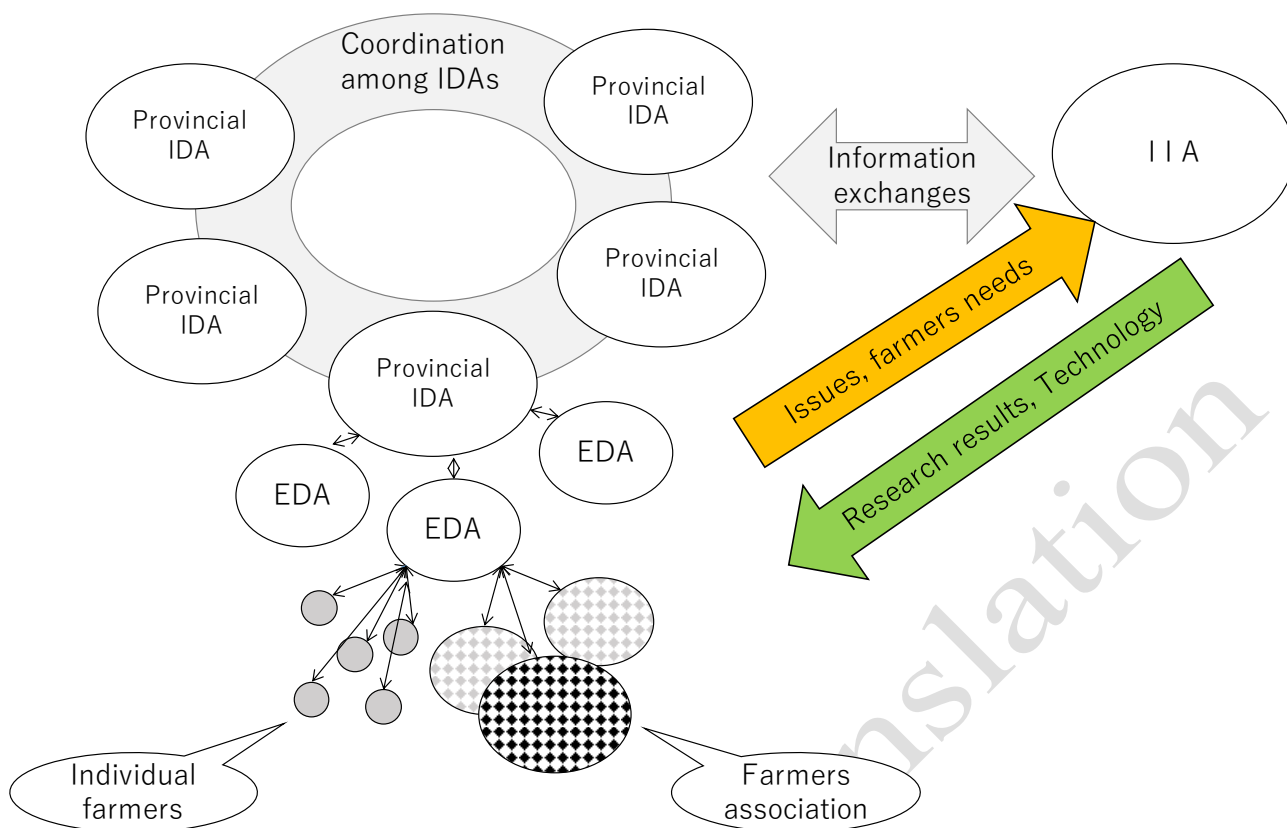 Coordination
among IDAs
Provincial
IDA
Provincial
IDA
Provincial
IDA
Provincial
IDA
Provincial
IDA
Information
exchanges
I I A
Issues, farmers needs
Research results, Technology
EDA
EDA
EDA
Individual
farmers
Farmers
association
nslation